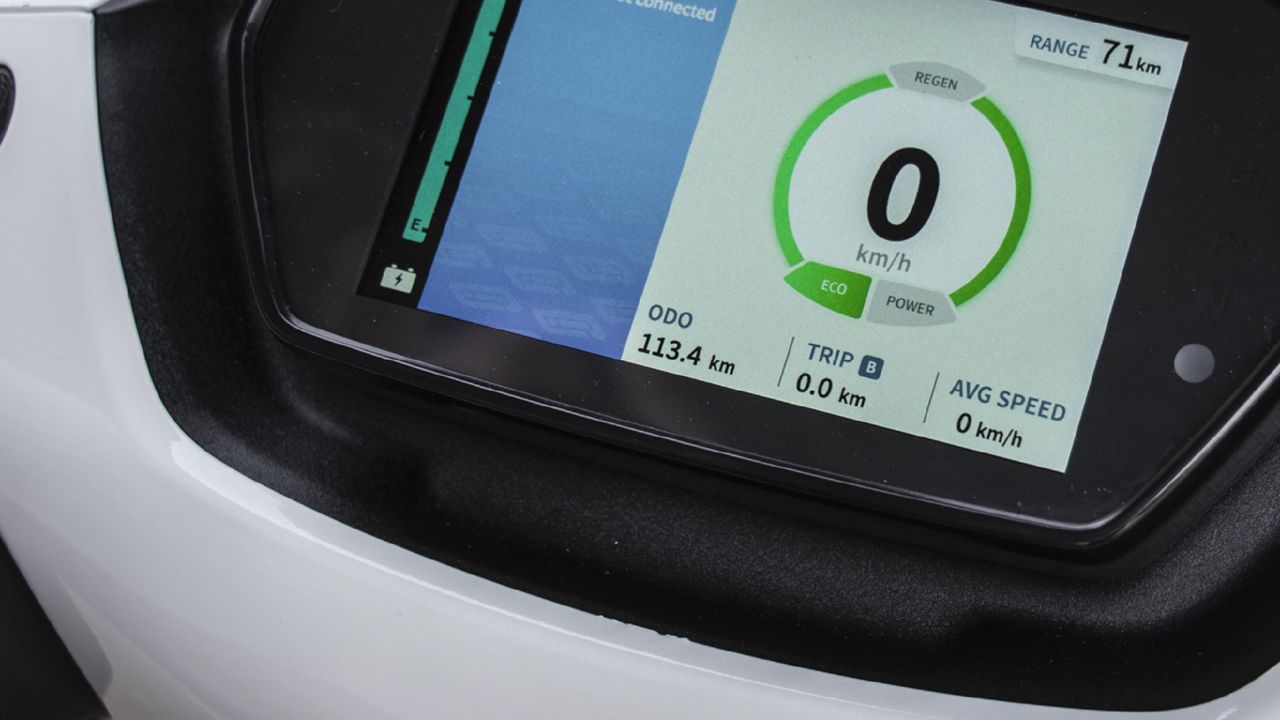 connected
RANGE 71km
REGEN
0
km/h
E
ECO
POWER
ODO
113.4 km
TRIP B
0.0 km
AVG SPEED
0 km/h